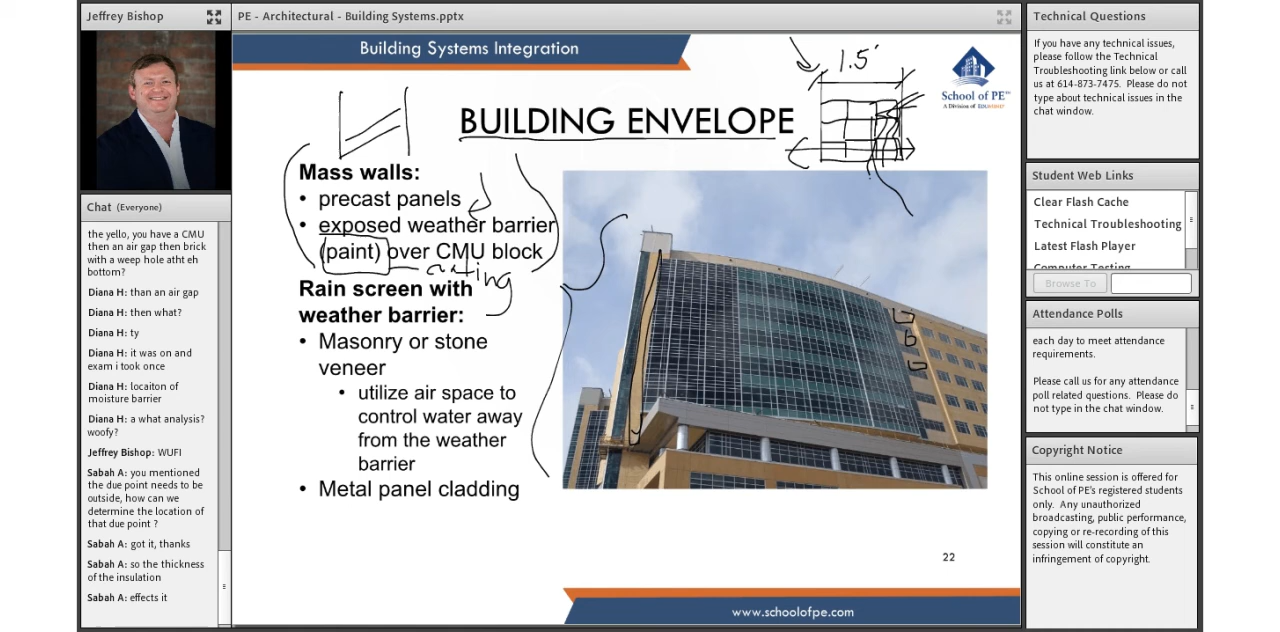 Jeffrey Bishop
Chat (Everyone)
the yello, you have a CMU
then an air gap then brick
with a weep hole atht eh
bottom?
Diana H: than an air gap
Diana H: then what?
Diana H: ty
Diana H: it was on and
exam i took once
Diana H: locaiton of
moisture barrier
Diana H: a what analysis?
woofy?
Jeffrey Bishop: WUFI
Sabah A: you mentioned
the due point needs to be
outside, how can we
determine the location of
that due point ?
Sabah A: got it, thanks
Sabah A: so the thickness
of the insulation
Sabah A: effects it
PE - Architectural - Building Systems.pptx
Building Systems Integration
1.5'
School of PE™
A Division of EDUMIND
BUILDING ENVELOPE
Mass walls:
• precast panels
• exposed weather barrier
(paint) over CMU block
coating
Rain screen with
weather barrier:
• Masonry or stone
veneer
• utilize air space to
control water away
from the weather
barrier
• Metal panel cladding
22
www.schoolofpe.com
Technical Questions
If you have any technical issues,
please follow the Technical
Troubleshooting link below or call
us at 614-873-7475. Please do not
type about technical issues in the
chat window.
Student Web Links
Clear Flash Cache
Technical Troubleshooting
Latest Flash Player
Computer Testing
Browse To
Attendance Polls
each day to meet attendance
requirements.
Please call us for any attendance
poll related questions. Please do
not type in the chat window.
Copyright Notice
This online session is offered for
School of PE's registered students
only. Any unauthorized
broadcasting, public performance,
copying or re-recording of this
session will constitute an
infringement of copyright.